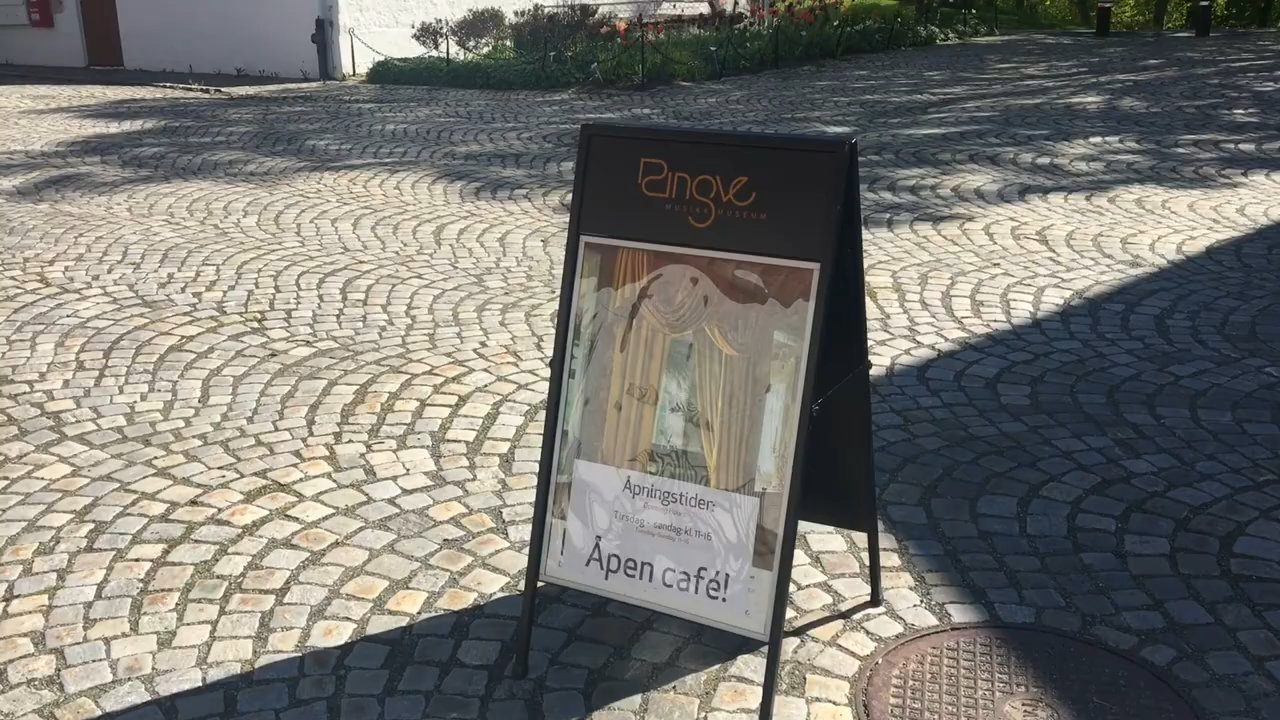 Ringve
MUSIKKMUSEUM
Åpningstider:
Tirsdag - søndag: kl. 11-16
Åpen café!